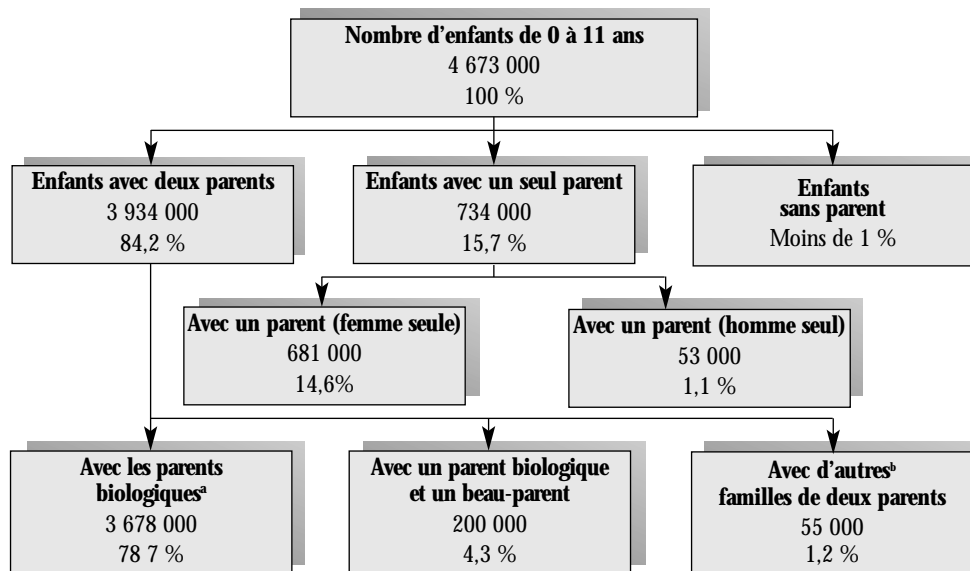 Nombre d'enfants de 0 à 11 ans
4 673 000
100 %
Enfants avec deux parents
3 934 000
84,2 %
Enfants avec un seul parent
734 000
15,7 %
Enfants
sans parent
Moins de 1 %
Avec un parent (femme seule)
681 000
14,6%
Avec un parent (homme seul)
53 000
1,1 %
Avec les parents
biologiquesᵃ
3 678 000
78 7 %
Avec un parent biologique
et un beau-parent
200 000
4,3 %
Avec d'autresᵇ
familles de deux parents
55 000
1,2 %